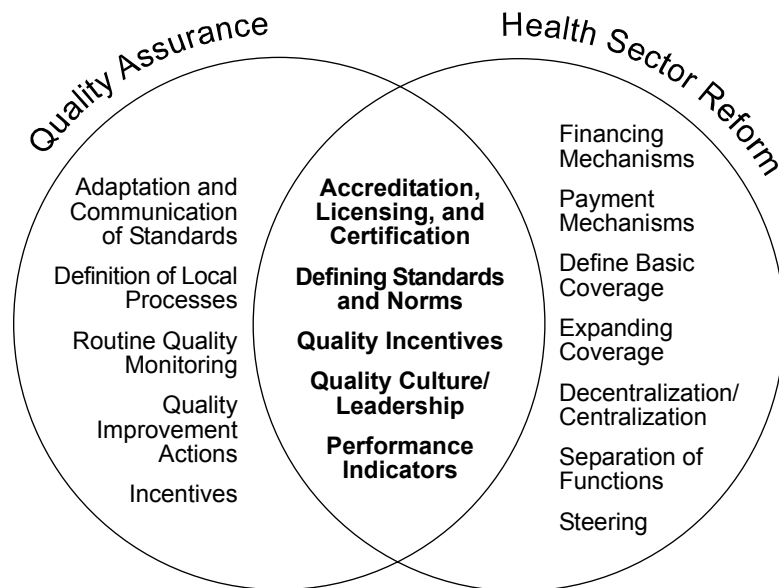 Quality Assurance
Health Sector Reform
Adaptation and
Communication
of Standards
Definition of Local
Processes
Routine Quality
Monitoring
Quality
Improvement
Actions
Incentives
Accreditation,
Licensing, and
Certification
Defining Standards
and Norms
Quality Incentives
Quality Culture/
Leadership
Performance
Indicators
Financing
Mechanisms
Payment
Mechanisms
Define Basic
Coverage
Expanding
Coverage
Decentralization/
Centralization
Separation of
Functions
Steering